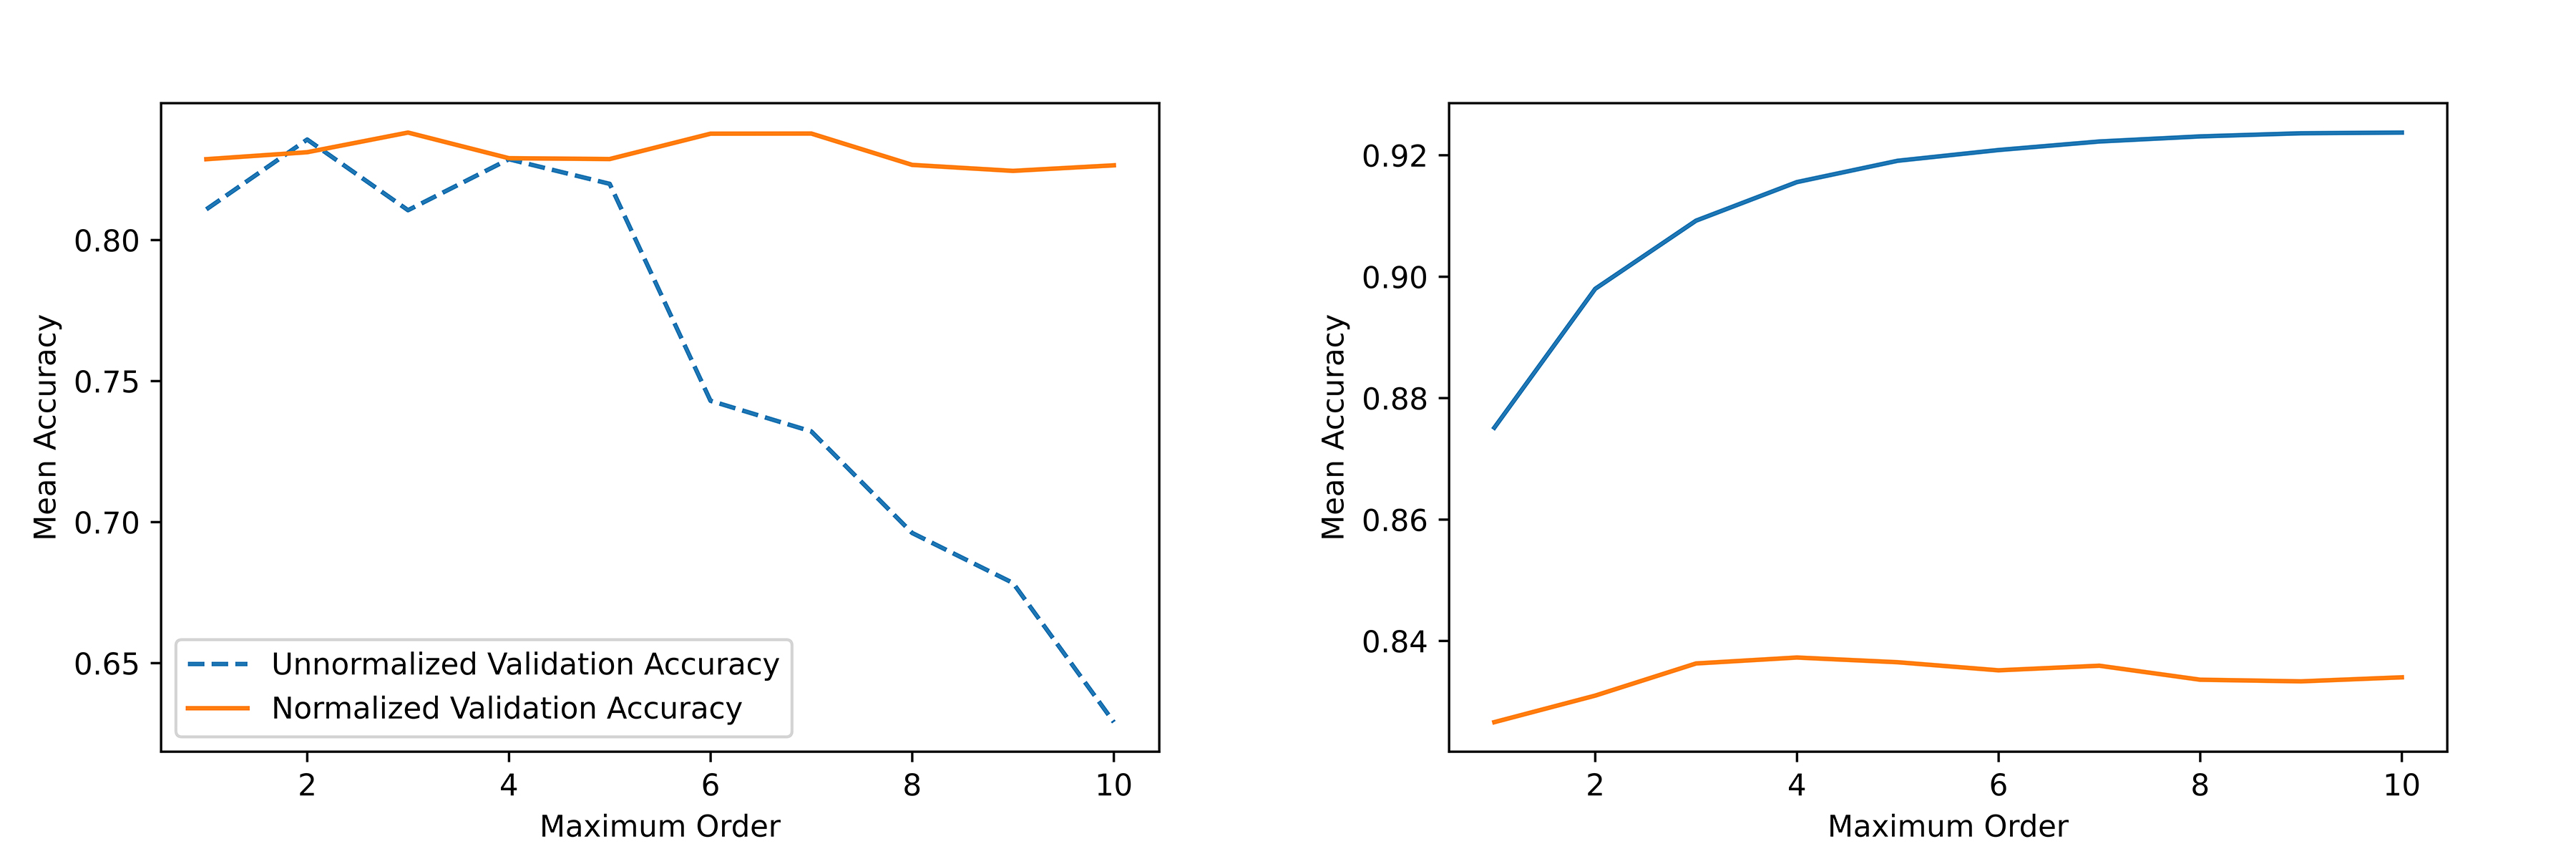 Mean Accuracy
0.80
0.75
0.70
0.65
Unnormalized Validation Accuracy
Normalized Validation Accuracy
2 4 6 8 10
Maximum Order
Mean Accuracy
0.92
0.90
0.88
0.86
0.84
2 4 6 8 10
Maximum Order